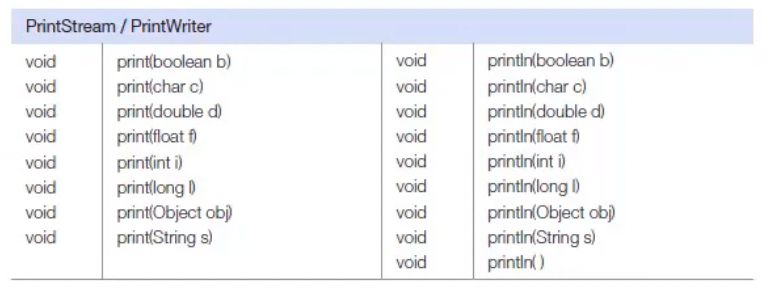 PrintStream / PrintWriter
void print(boolean b) void println(boolean b)
void print(char c) void println(char c)
void print(double d) void println(double d)
void print(float f) void println(float f)
void print(int i) void println(int i)
void print(long l) void println(long l)
void print(Object obj) void println(Object obj)
void print(String s) void println(String s)
void println( )